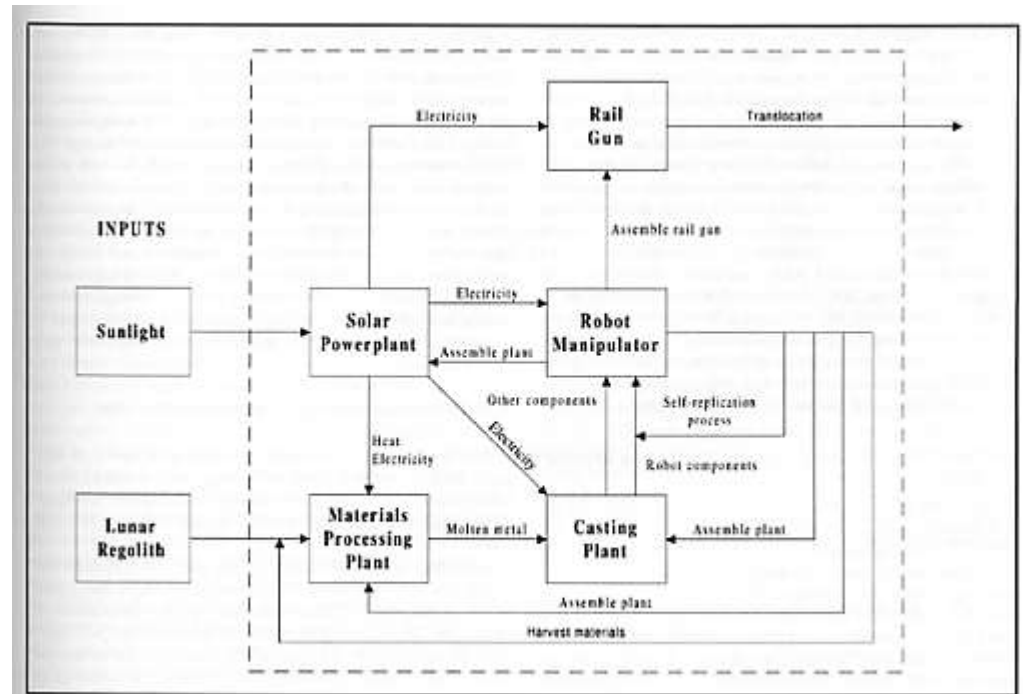 Electricity
Rail
Gun
Translocation
INPUTS
Assemble rail gun
Sunlight
Solar
Powerplant
Electricity
Robot
Manipulator
Assemble plant
Other components
Self-replication
process
Heat
Electricity
Electricity
Robot components
Lunar
Regolith
Materials
Processing
Plant
Molten metal
Casting
Plant
Assemble plant
Assemble plant
Harvest materials